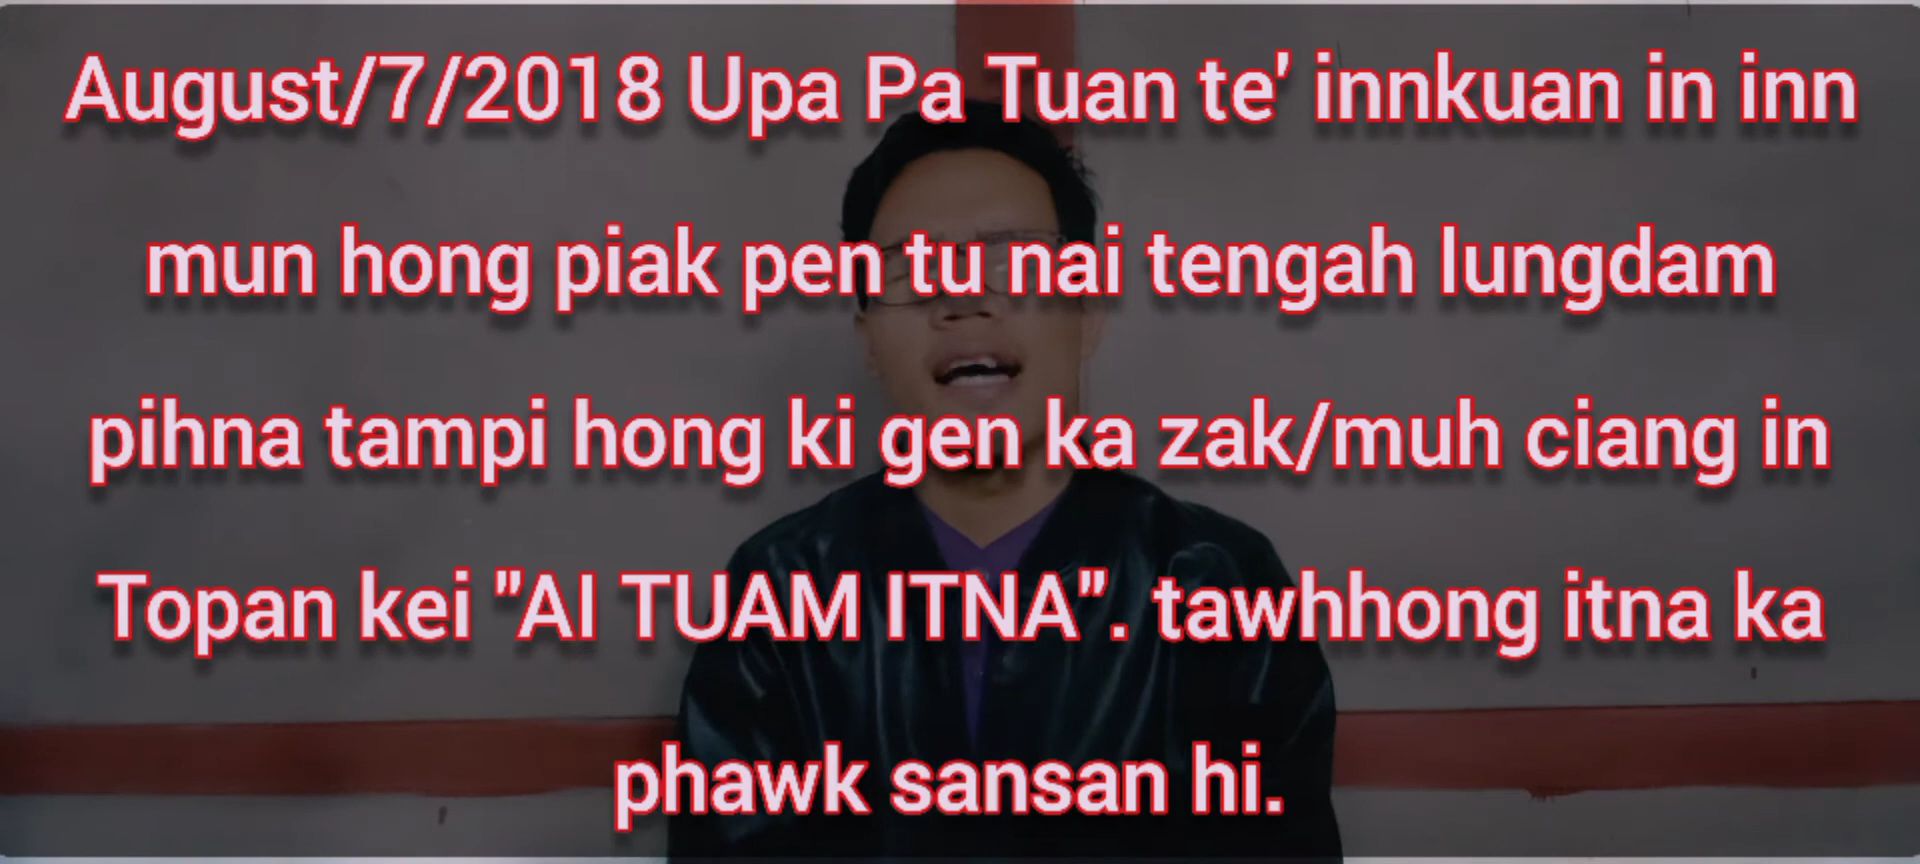 August/7/2018 Upa Pa Tuan te' innkuan in inn
mun hong piak pen tu nai tengah lungdam
pihna tampi hong ki gen ka zak/muh ciang in
Topan kei "AI TUAM ITNA". tawhhong itna ka
phawk sansan hi.